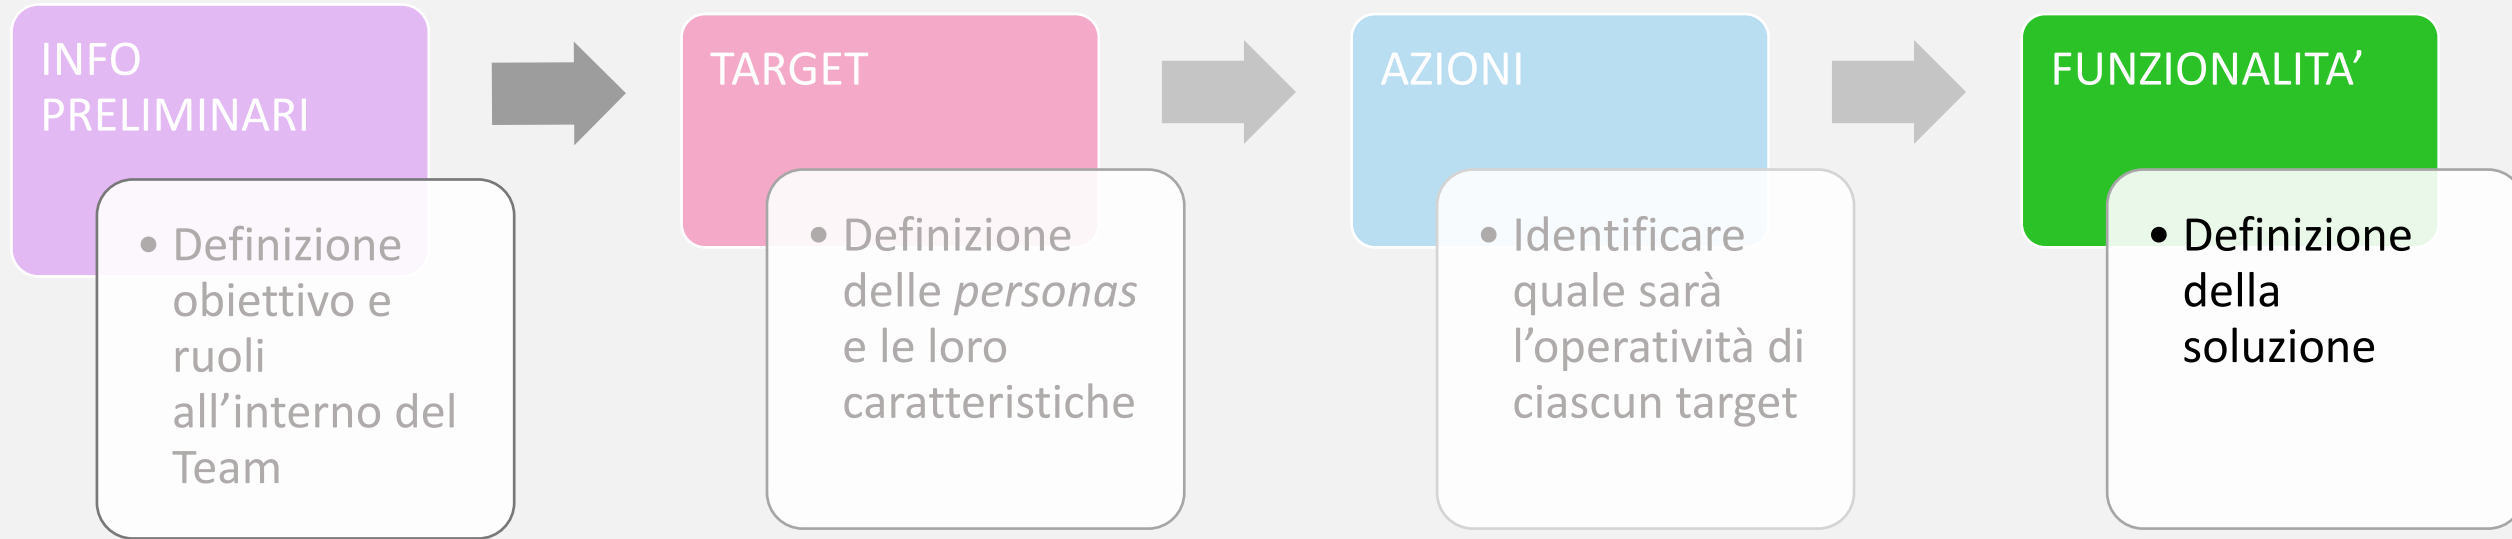 INFO
PRELIMINARI
• Definizione
obiettivo e
ruoli
all’interno del
Team
TARGET
• Definizione
delle personas
e le loro
caratteristiche
AZIONI
• Identificare
quale sarà
l’operatività di
ciascun target
FUNZIONALITA’
• Definizione
della
soluzione